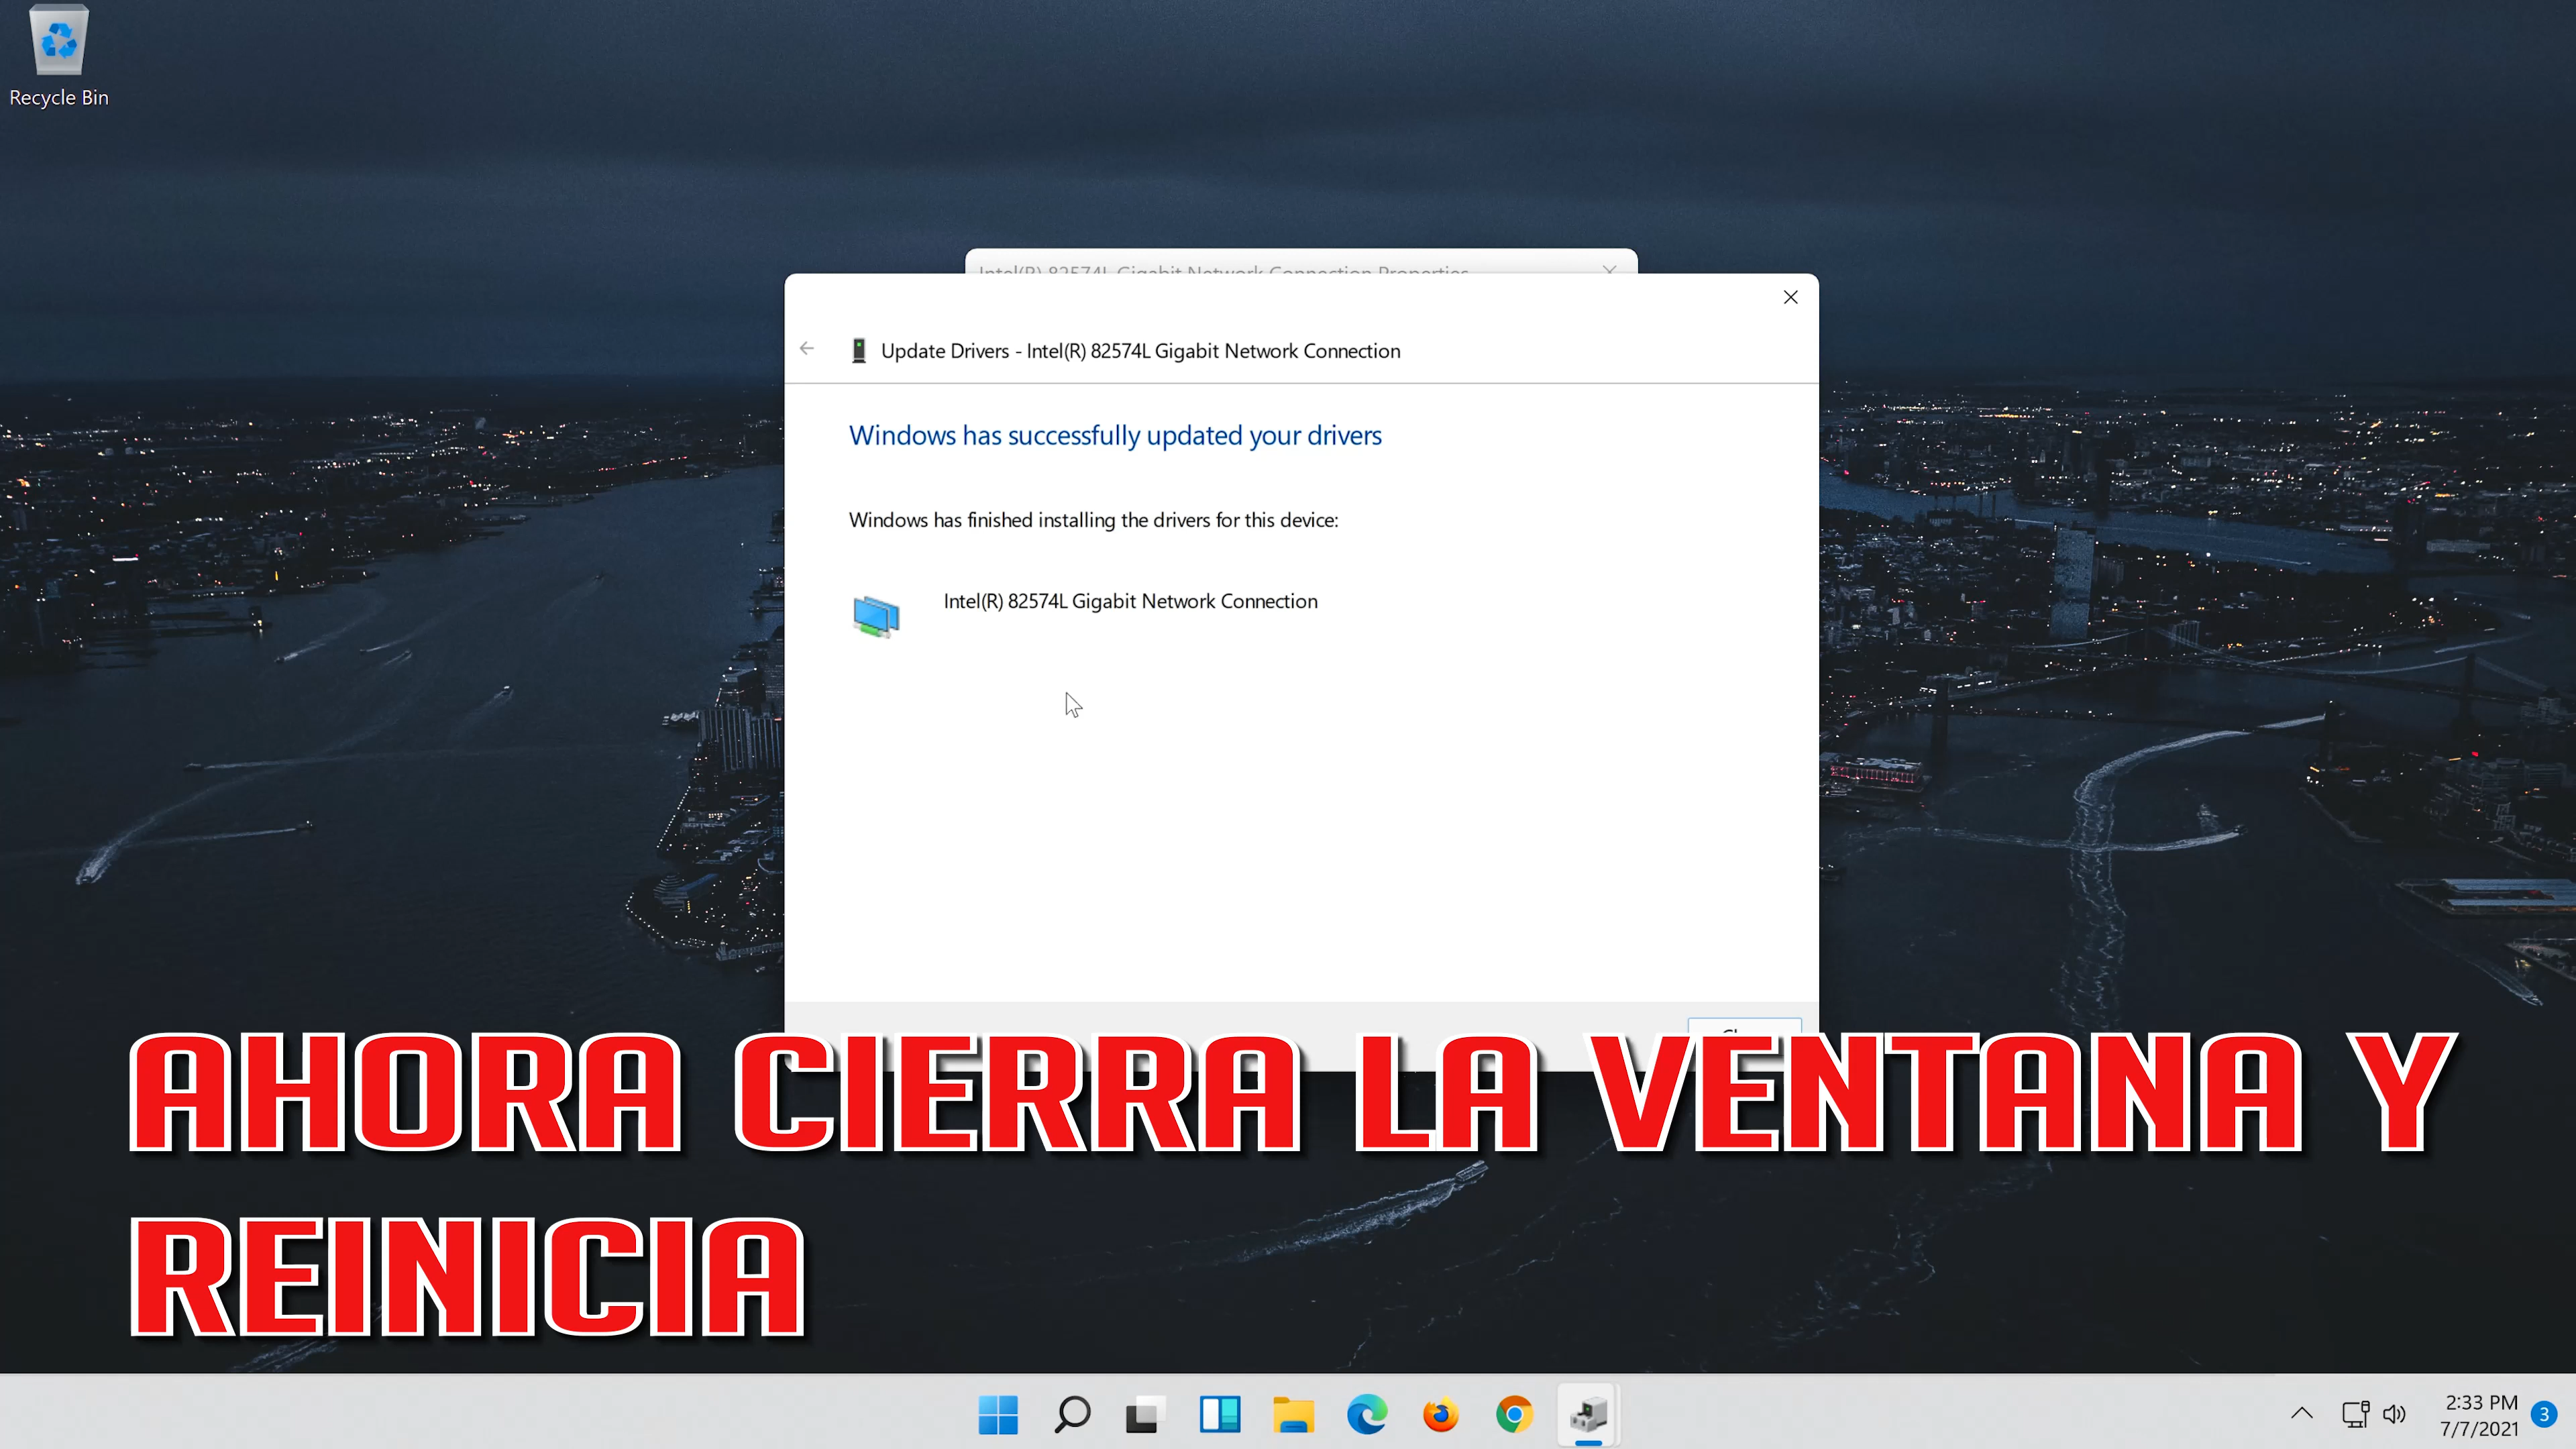 Recycle Bin
Intel(R) 82574L Gigabit Network Connection Properties
Update Drivers - Intel(R) 82574L Gigabit Network Connection
Windows has successfully updated your drivers
Windows has finished installing the drivers for this device:
Intel(R) 82574L Gigabit Network Connection
AHORA CIERRA LA VENTANA Y
REINICIA
2:33 PM
7/7/2021
3